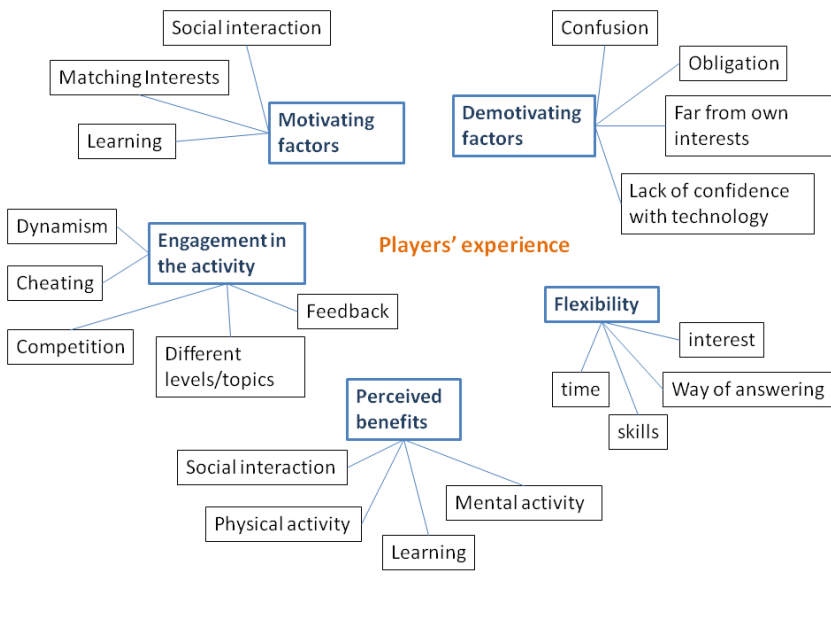 Social interaction
Matching Interests
Learning
Motivating
factors
Confusion
Obligation
Far from own
interests
Lack of confidence
with technology
Demotivating
factors
Players' experience
Dynamism
Cheating
Competition
Different
levels/topics
Feedback
Engagement in
the activity
Flexibility
interest
Way of answering
time
skills
Perceived
benefits
Social interaction
Physical activity
Learning
Mental activity